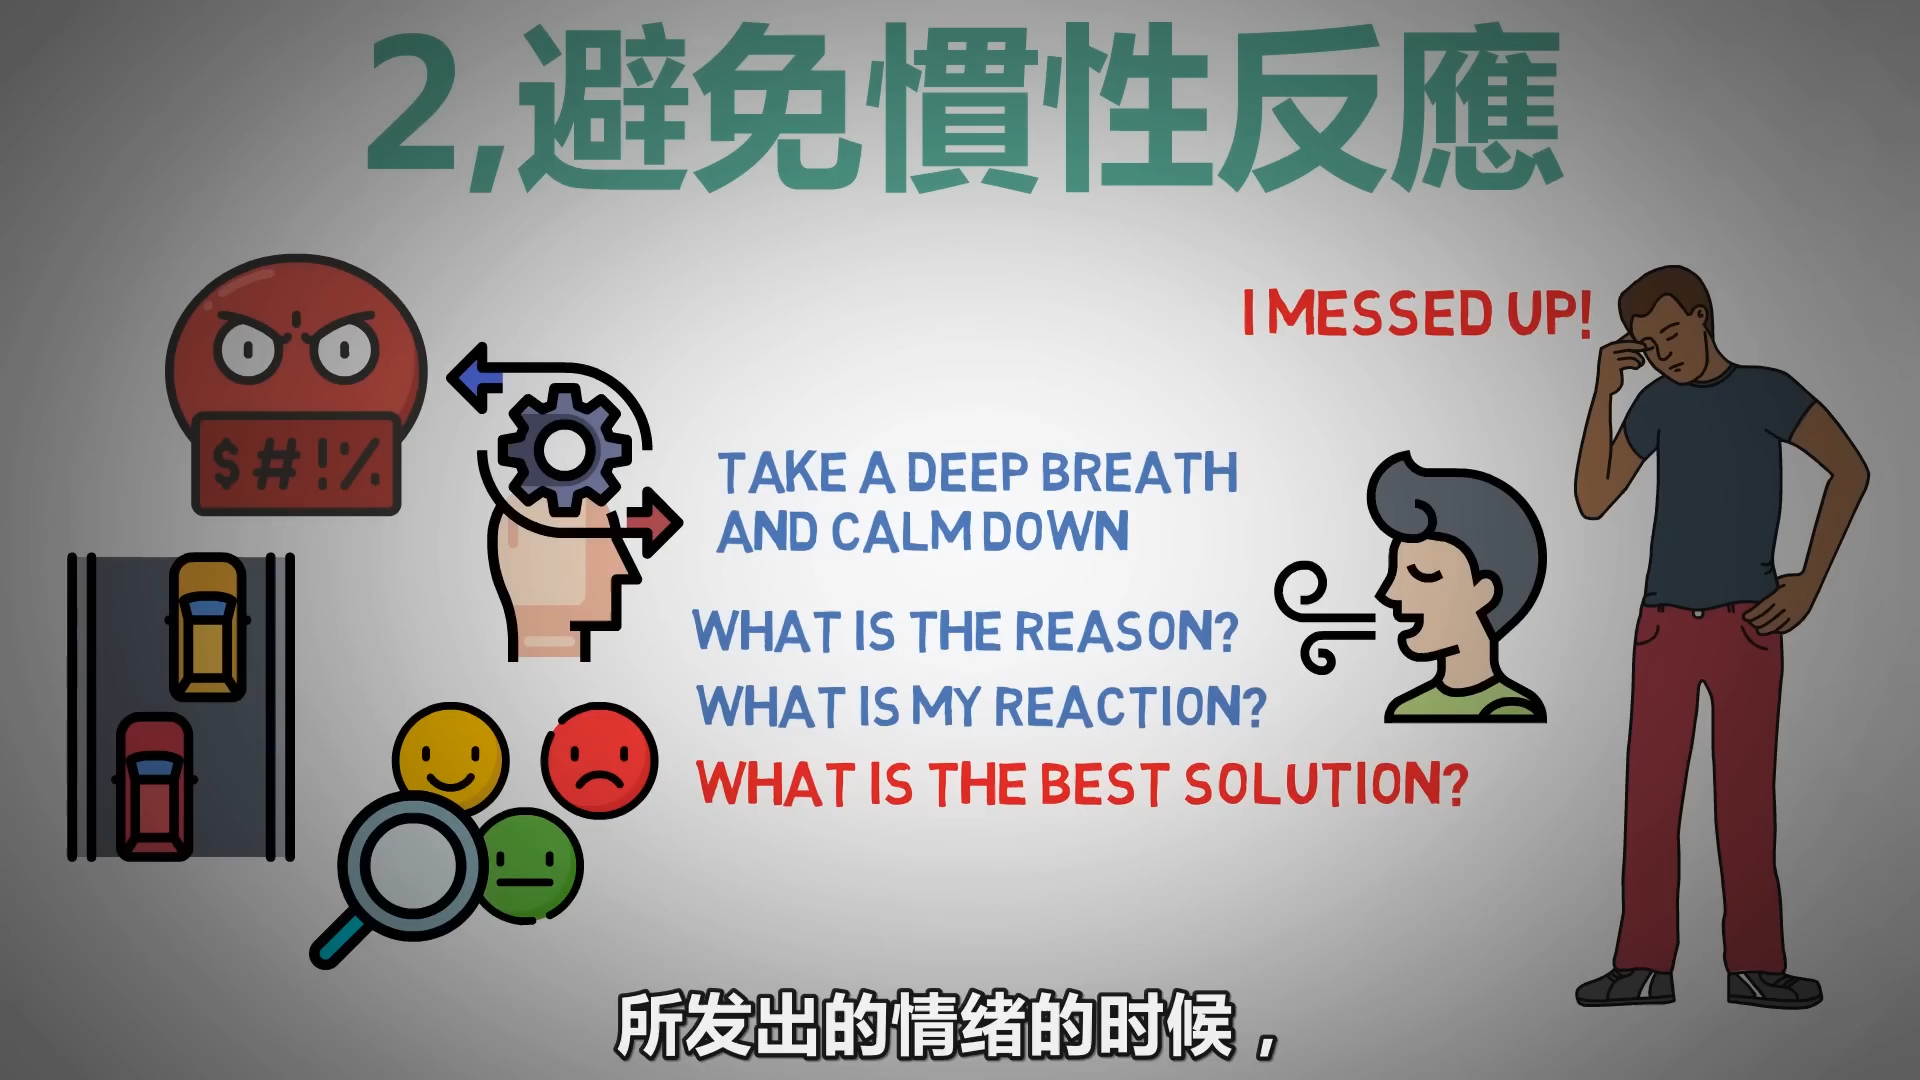 2,避免慣性反應
I MESSED UP!
$#!%
TAKE A DEEP BREATH
AND CALM DOWN
WHAT IS THE REASON?
WHAT IS MY REACTION?
WHAT IS THE BEST SOLUTION?
所发出的情绪的时候，